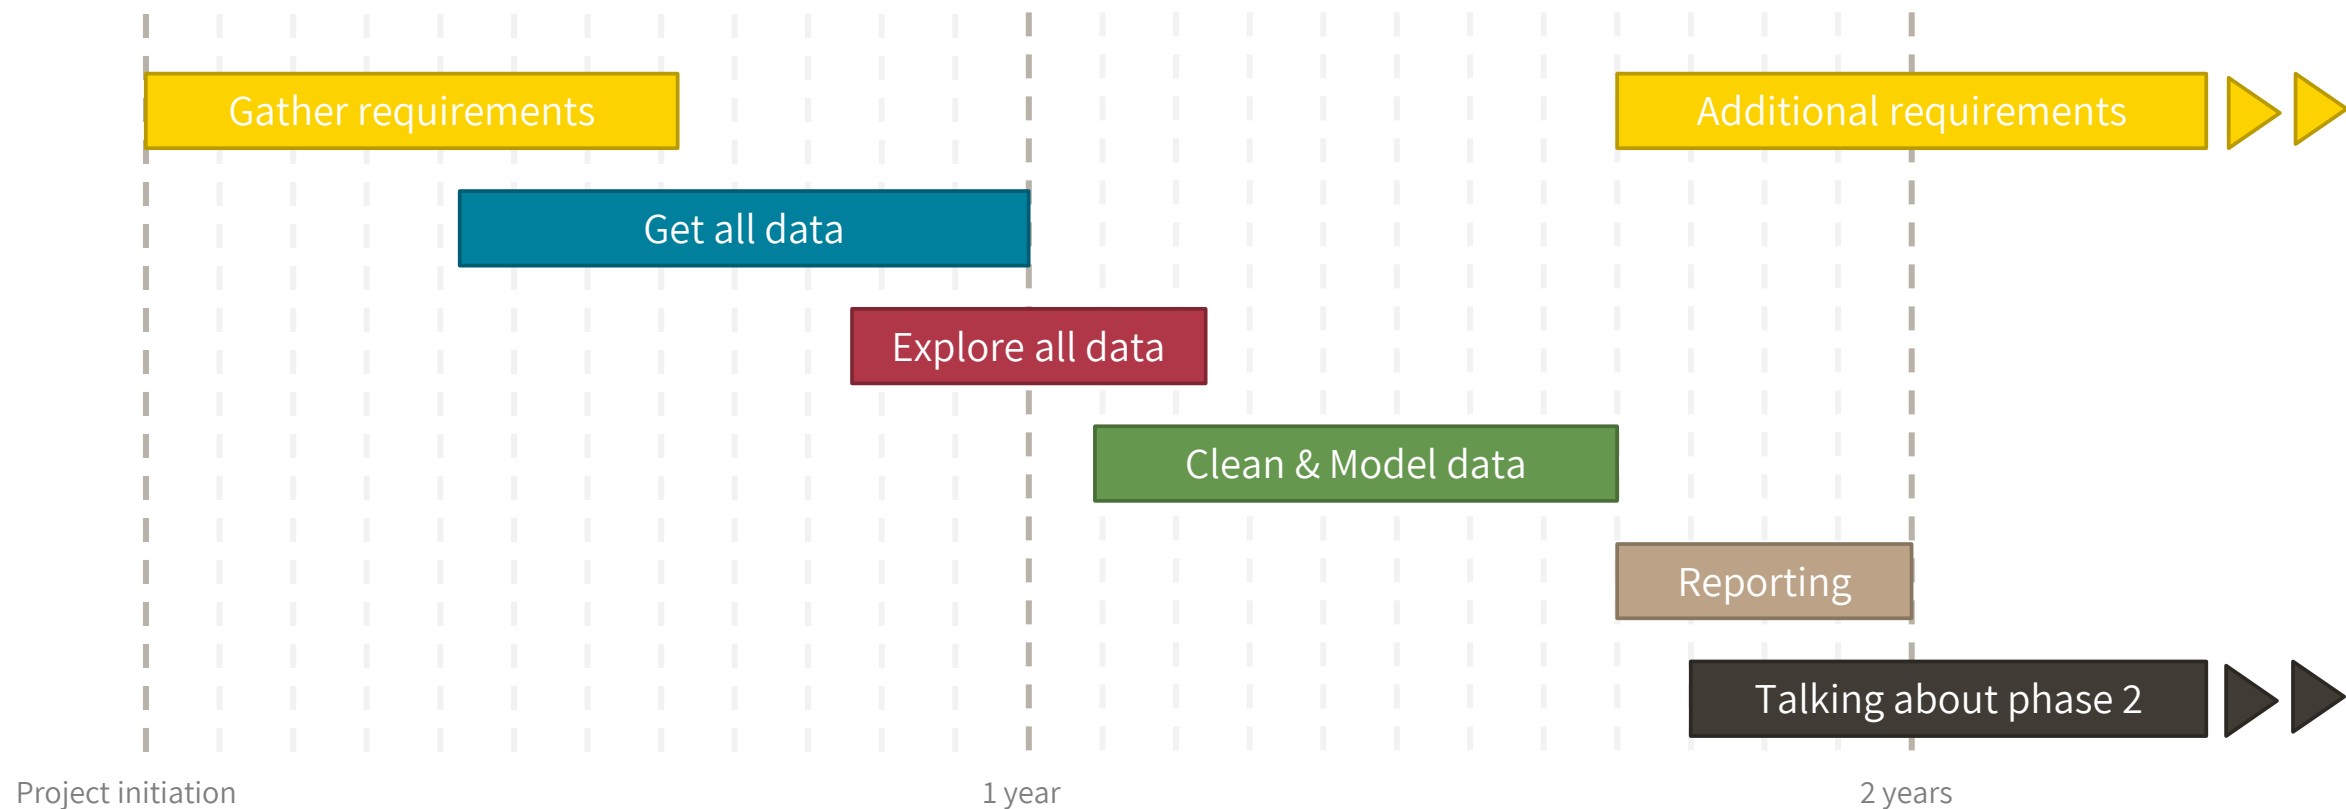 Gather requirements
Additional requirements
Get all data
Explore all data
Clean & Model data
Reporting
Talking about phase 2
Project initiation
1 year
2 years